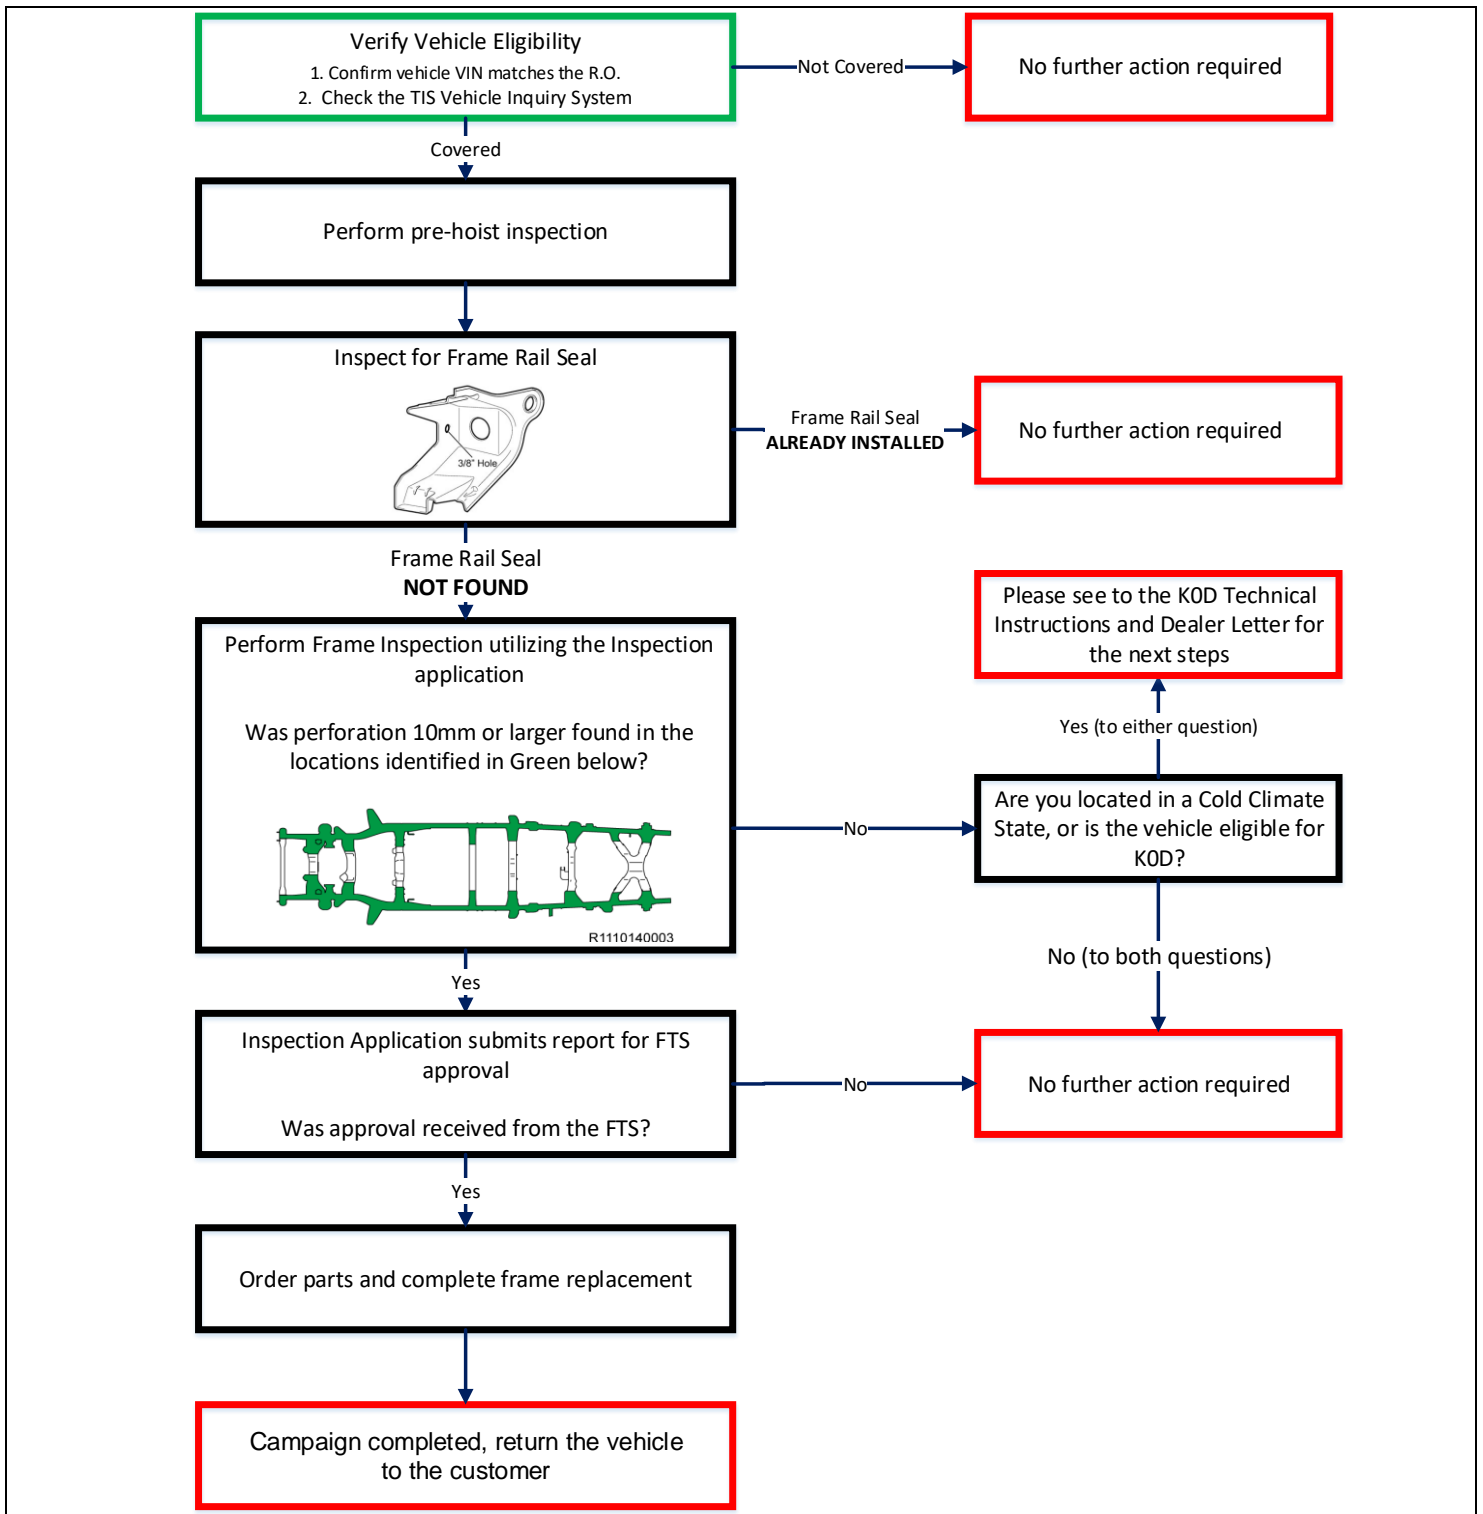 Verify Vehicle Eligibility
1. Confirm vehicle VIN matches the R.O.
2. Check the TIS Vehicle Inquiry System
Not Covered
No further action required
Covered
Perform pre-hoist inspection
Inspect for Frame Rail Seal
3/8" Hole
Frame Rail Seal
ALREADY INSTALLED
No further action required
Frame Rail Seal
NOT FOUND
Perform Frame Inspection utilizing the Inspection
application
Was perforation 10mm or larger found in the
locations identified in Green below?
R1110140003
No
Please see to the K0D Technical
Instructions and Dealer Letter for
the next steps
Yes (to either question)
Are you located in a Cold Climate
State, or is the vehicle eligible for
K0D?
No (to both questions)
Yes
Inspection Application submits report for FTS
approval
Was approval received from the FTS?
No
No further action required
Yes
Order parts and complete frame replacement
Campaign completed, return the vehicle
to the customer